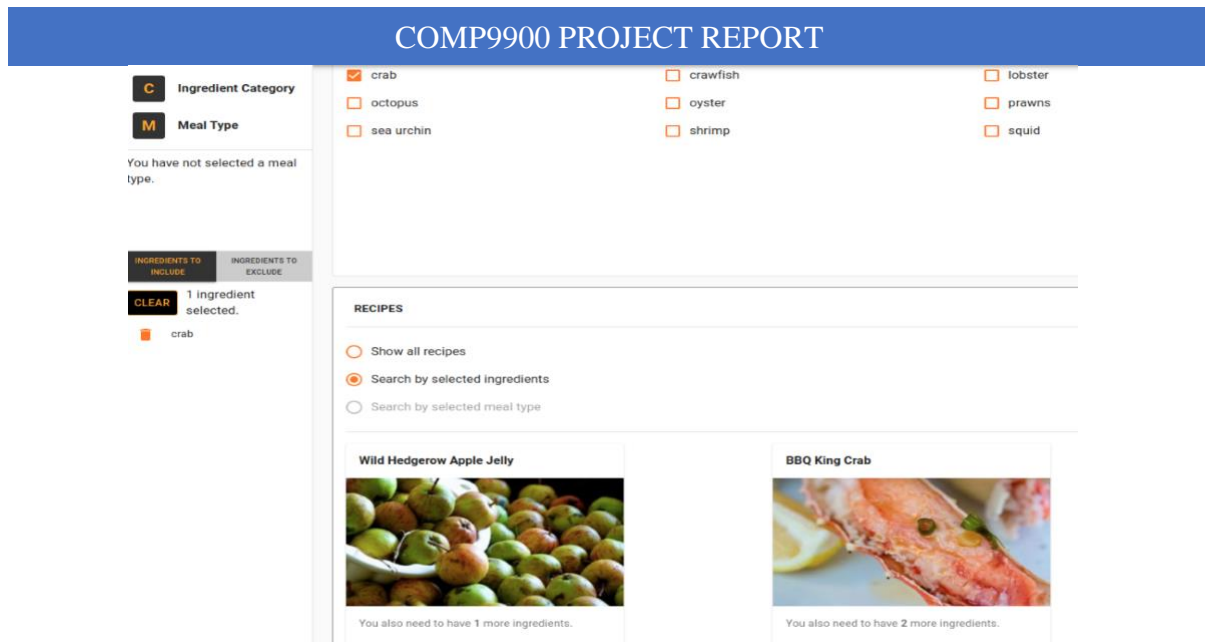 COMP9900 PROJECT REPORT
C Ingredient Category
M Meal Type
You have not selected a meal
type.
INGREDIENTS TO
INCLUDE
INGREDIENTS TO
EXCLUDE
CLEAR
1 ingredient
selected.
crab
crab crawfish lobster
octopus oyster prawns
sea urchin shrimp squid
RECIPES
Show all recipes
Search by selected ingredients
Search by selected meal type
Wild Hedgerow Apple Jelly
You also need to have 1 more ingredients.
BBQ King Crab
You also need to have 2 more ingredients.